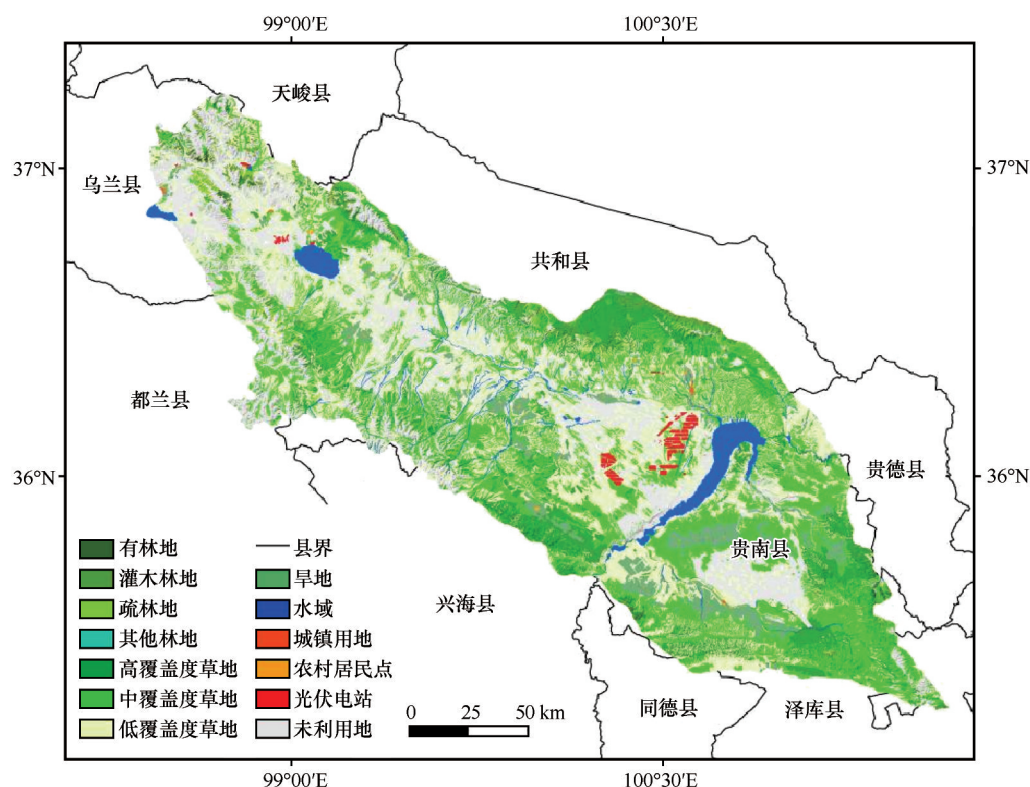 99°00′E
100°30′E
天峻县
37°N
37°N
乌兰县
共和县
都兰县
36°N
36°N
贵德县
贵南县
兴海县
同德县
泽库县
有林地
县界
灌木林地
旱地
疏林地
水域
其他林地
城镇用地
高覆盖度草地
农村居民点
中覆盖度草地
光伏电站
低覆盖度草地
未利用地
0 25 50 km
99°00′E
100°30′E